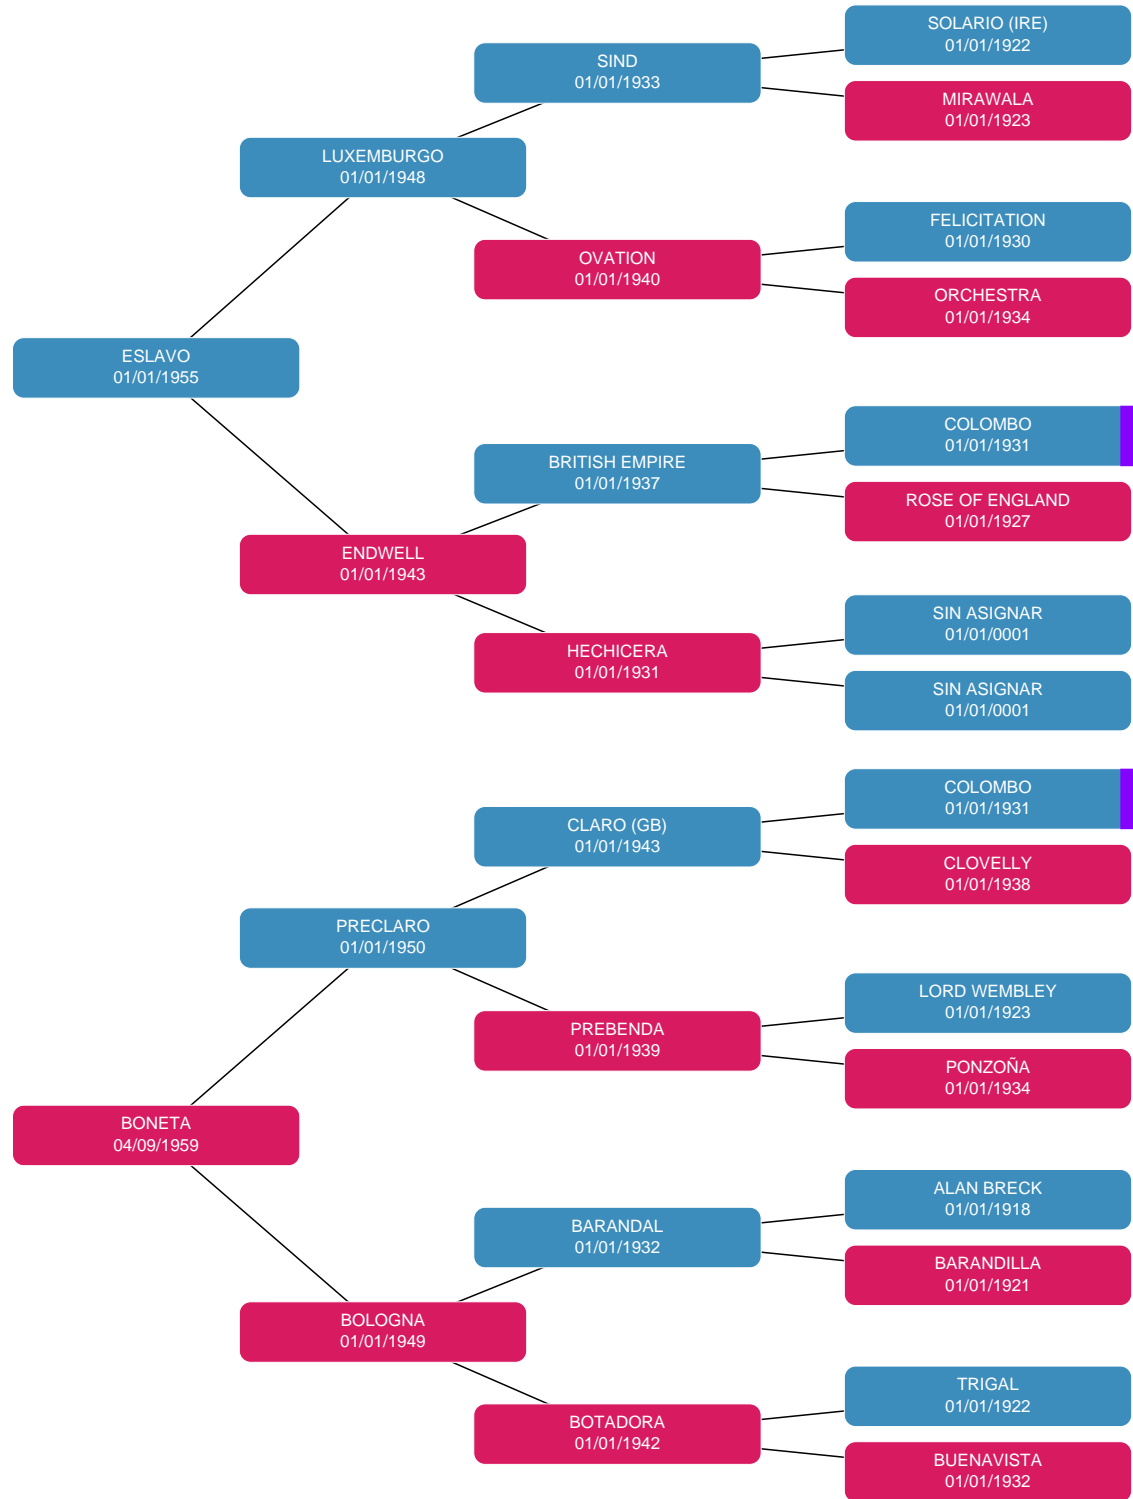 SOLARIO (IRE)
01/01/1922
SIND
01/01/1933
MIRAWALA
01/01/1923
LUXEMBURGO
01/01/1948
FELICITATION
01/01/1930
OVATION
01/01/1940
ORCHESTRA
01/01/1934
ESLAVO
01/01/1955
COLOMBO
01/01/1931
BRITISH EMPIRE
01/01/1937
ROSE OF ENGLAND
01/01/1927
ENDWELL
01/01/1943
SIN ASIGNAR
01/01/0001
HECHICERA
01/01/1931
SIN ASIGNAR
01/01/0001
COLOMBO
01/01/1931
CLARO (GB)
01/01/1943
CLOVELLY
01/01/1938
PRECLARO
01/01/1950
LORD WEMBLEY
01/01/1923
PREBENDA
01/01/1939
PONZOÑA
01/01/1934
BONETA
04/09/1959
ALAN BRECK
01/01/1918
BARANDAL
01/01/1932
BARANDILLA
01/01/1921
BOLOGNA
01/01/1949
TRIGAL
01/01/1922
BOTADORA
01/01/1942
BUENAVISTA
01/01/1932